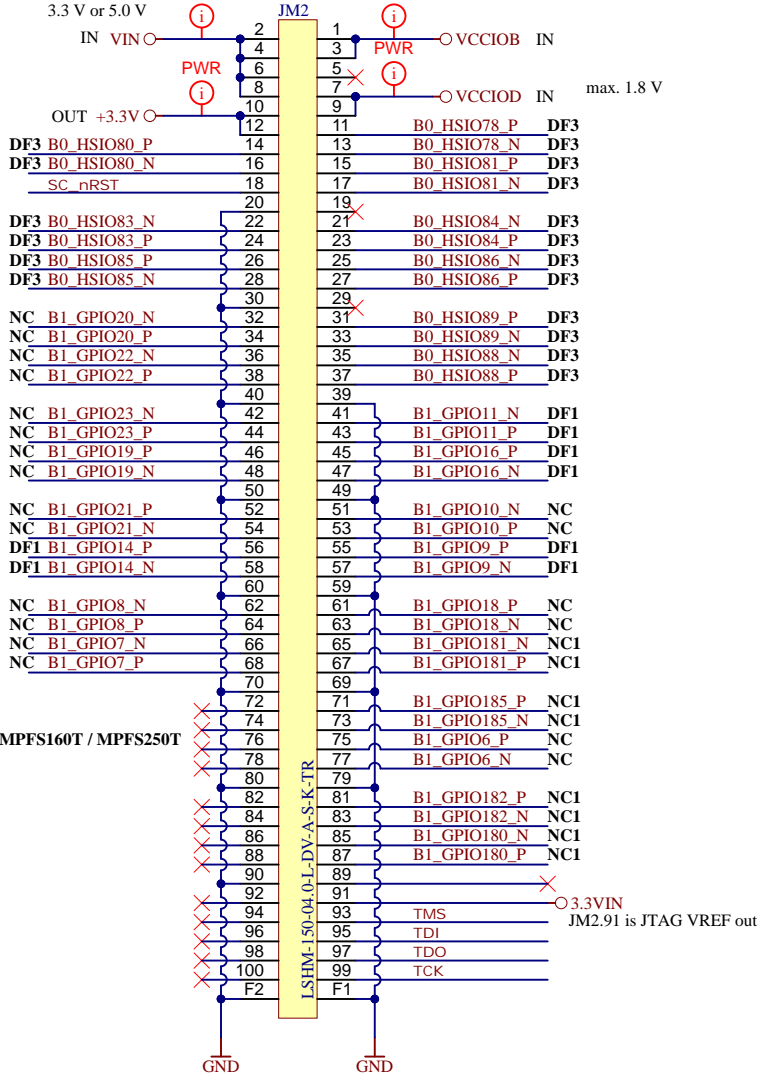 3.3 V or 5.0 V
JM2
IN VIN 2 1 VCCIOB IN
4 3 PWR
PWR 6 5
8 7 VCCIOD IN max. 1.8 V
OUT +3.3V 10 9
12 11 B0_HSIO78_P DF3
DF3 B0_HSIO80_P 14 13 B0_HSIO78_N DF3
DF3 B0_HSIO80_N 16 15 B0_HSIO81_P DF3
SC_nRST 18 17 B0_HSIO81_N DF3
20 19
DF3 B0_HSIO83_N 22 21 B0_HSIO84_N DF3
DF3 B0_HSIO83_P 24 23 B0_HSIO84_P DF3
DF3 B0_HSIO85_P 26 25 B0_HSIO86_N DF3
DF3 B0_HSIO85_N 28 27 B0_HSIO86_P DF3
30 29
NC B1_GPIO20_N 32 31 B0_HSIO89_P DF3
NC B1_GPIO20_P 34 33 B0_HSIO89_N DF3
NC B1_GPIO22_N 36 35 B0_HSIO88_N DF3
NC B1_GPIO22_P 38 37 B0_HSIO88_P DF3
40 39
NC B1_GPIO23_N 42 41 B1_GPIO11_N DF1
NC B1_GPIO23_P 44 43 B1_GPIO11_P DF1
NC B1_GPIO19_P 46 45 B1_GPIO16_P DF1
NC B1_GPIO19_N 48 47 B1_GPIO16_N DF1
50 49
NC B1_GPIO21_P 52 51 B1_GPIO10_N NC
NC B1_GPIO21_N 54 53 B1_GPIO10_P NC
DF1 B1_GPIO14_P 56 55 B1_GPIO9_P DF1
DF1 B1_GPIO14_N 58 57 B1_GPIO9_N DF1
60 59
NC B1_GPIO8_N 62 61 B1_GPIO18_P NC
NC B1_GPIO8_P 64 63 B1_GPIO18_N NC
NC B1_GPIO7_N 66 65 B1_GPIO181_N NC1
NC B1_GPIO7_P 68 67 B1_GPIO181_P NC1
70 69
72 71 B1_GPIO185_P NC1
74 73 B1_GPIO185_N NC1
MPFS160T / MPFS250T 76 75 B1_GPIO6_P NC
78 77 B1_GPIO6_N NC
80 79
82 81 B1_GPIO182_P NC1
84 83 B1_GPIO182_N NC1
86 85 B1_GPIO180_N NC1
88 87 B1_GPIO180_P NC1
90 89
92 91 3.3VIN
94 93 TMS JM2.91 is JTAG VREF out
96 95 TDI
98 97 TDO
100 99 TCK
F2 F1
LSHM-150-04.0-L-DV-A-S-K-TR
GND GND